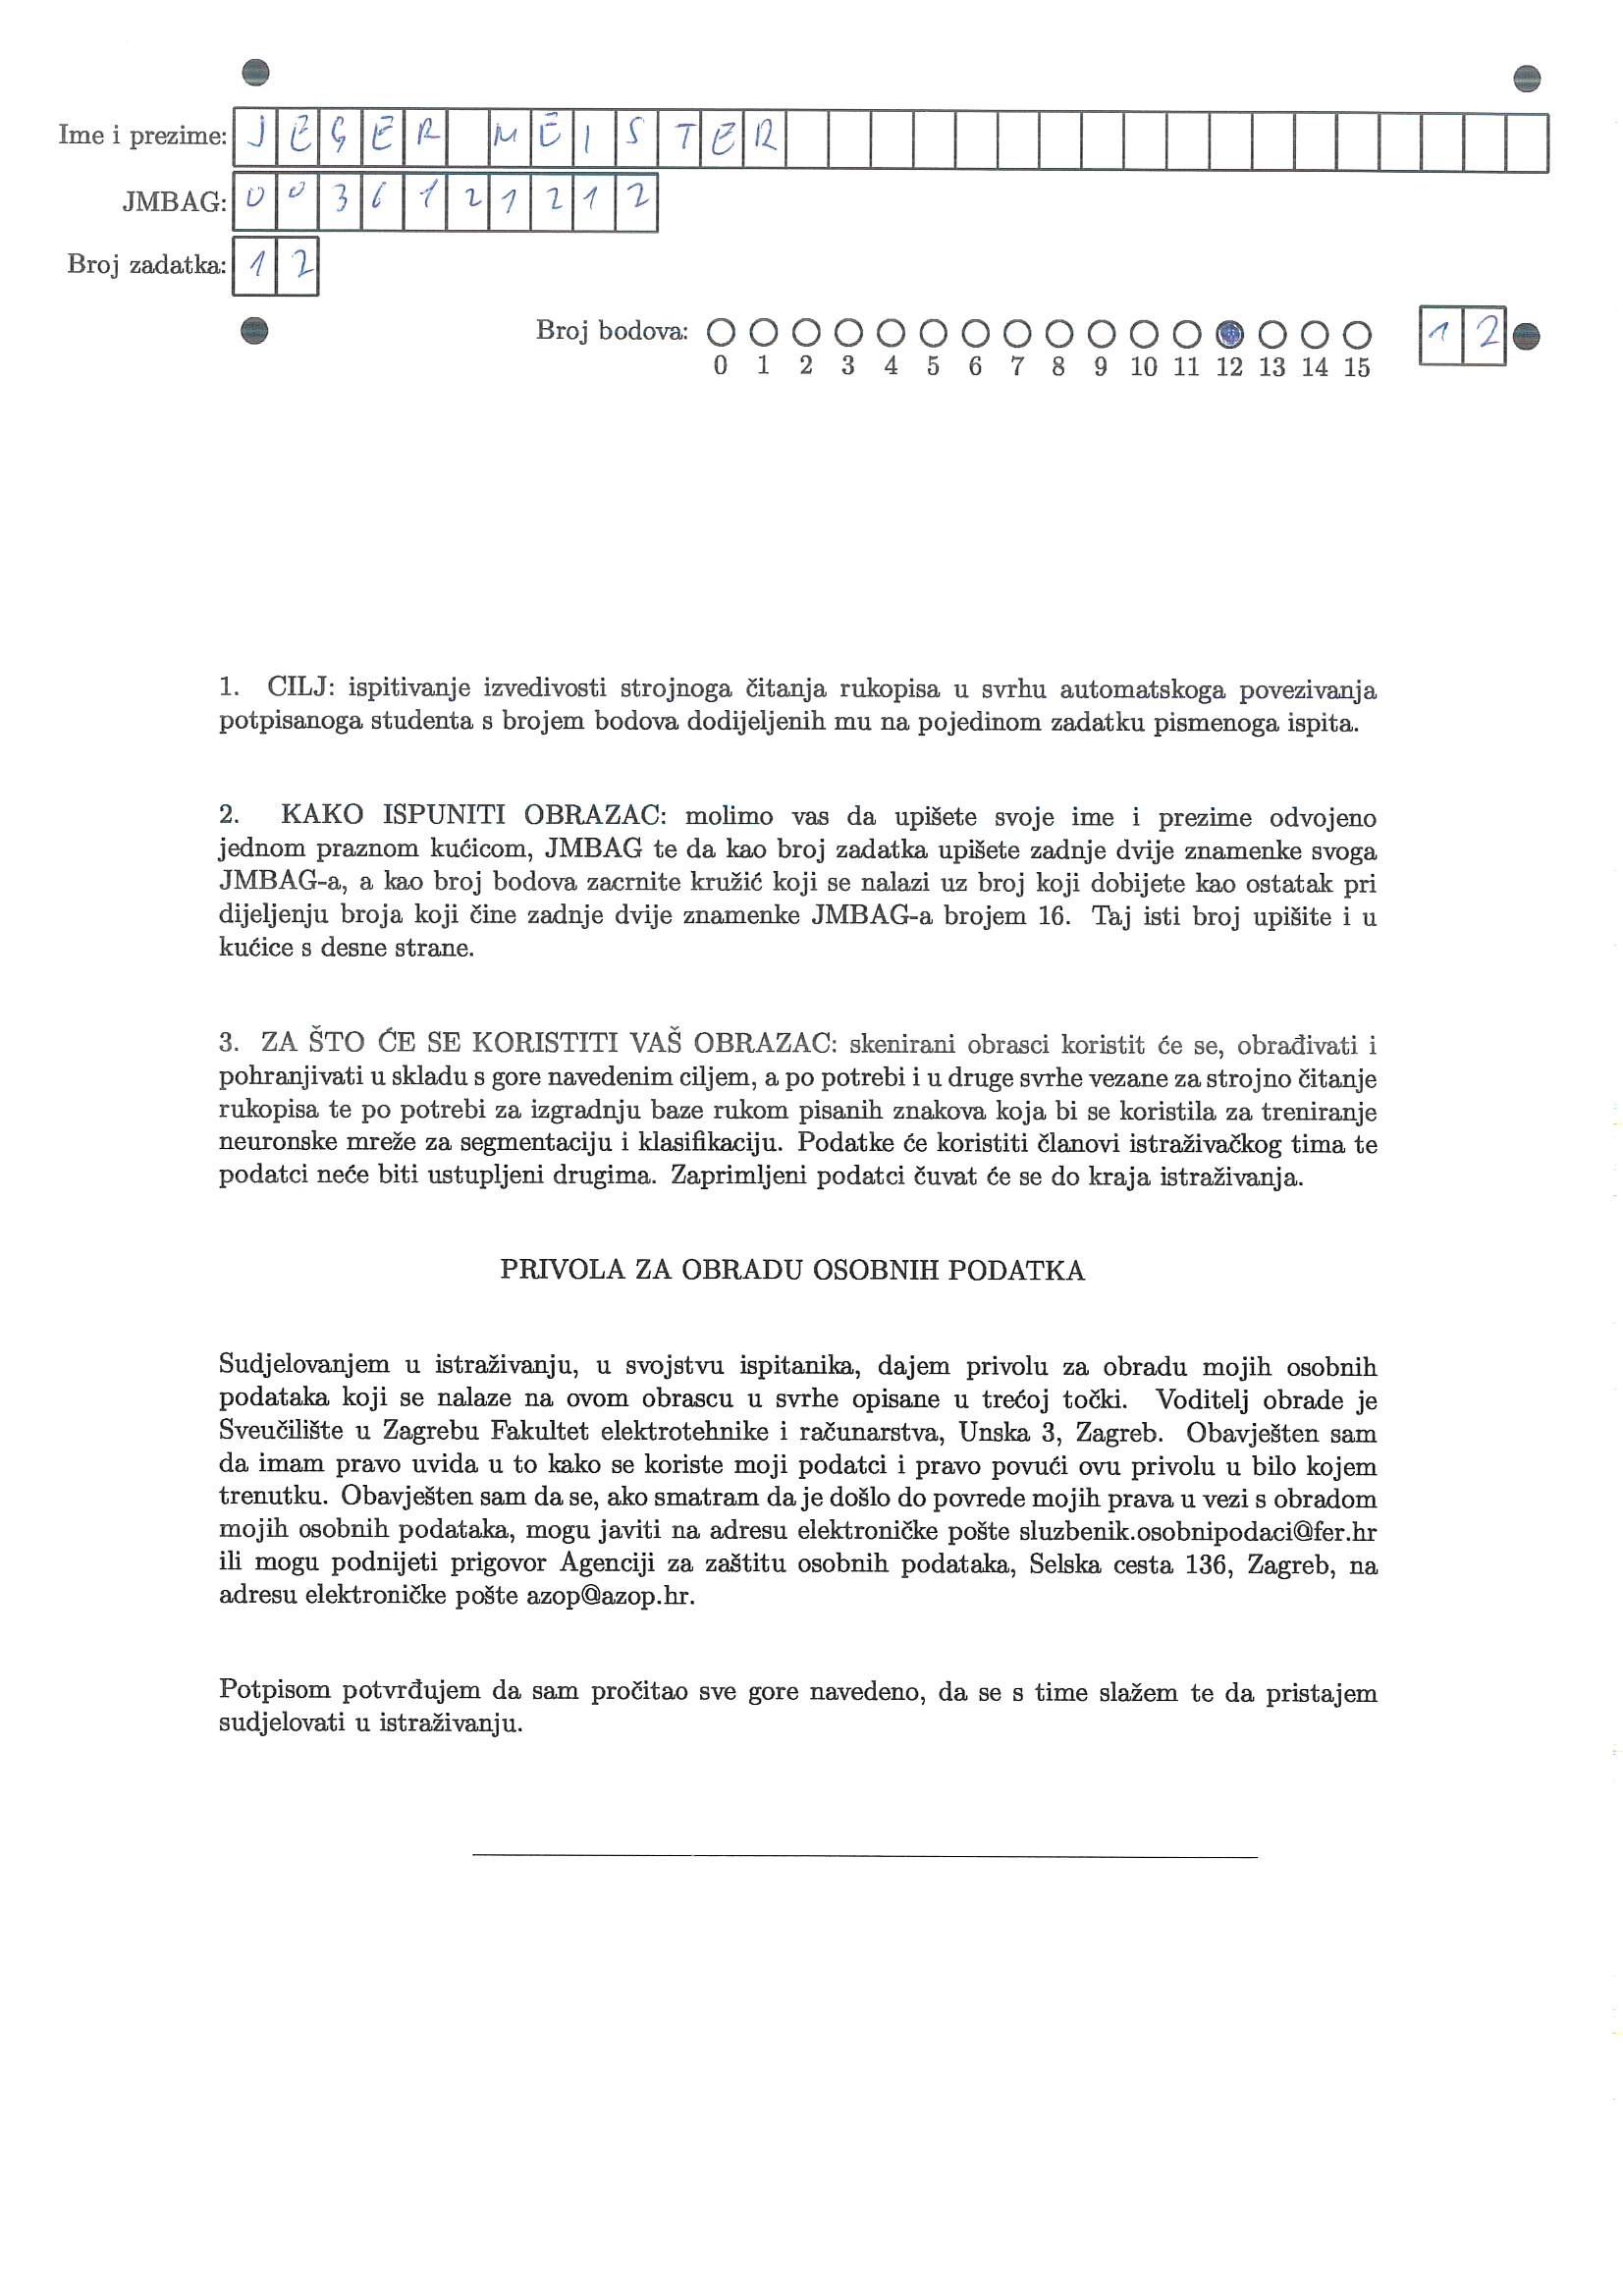 Ime i prezime: JEGER MEISTER
JMBAG: 0036121212
Broj zadatka: 12
Broj bodova: 12
0 1 2 3 4 5 6 7 8 9 10 11 12 13 14 15
1. CILJ: ispitivanje izvedivosti strojnoga čitanja rukopisa u svrhu automatskoga povezivanja
potpisanoga studenta s brojem bodova dodijeljenih mu na pojedinom zadatku pismenoga ispita.
2. KAKO ISPUNITI OBRAZAC: molimo vas da upišete svoje ime i prezime odvojeno
jednom praznom kućicom, JMBAG te da kao broj zadatka upišete zadnje dvije znamenke svoga
JMBAG-a, a kao broj bodova zacrnite kružić koji se nalazi uz broj koji dobijete kao ostatak pri
dijeljenju broja koji čine zadnje dvije znamenke JMBAG-a brojem 16. Taj isti broj upišite i u
kućice s desne strane.
3. ZA ŠTO ĆE SE KORISTITI VAŠ OBRAZAC: skenirani obrasci koristit će se, obrađivati i
pohranjivati u skladu s gore navedenim ciljem, a po potrebi i u druge svrhe vezane za strojno čitanje
rukopisa te po potrebi za izgradnju baze rukom pisanih znakova koja bi se koristila za treniranje
neuronske mreže za segmentaciju i klasifikaciju. Podatke će koristiti članovi istraživačkog tima te
podatci neće biti ustupljeni drugima. Zaprimljeni podatci čuvat će se do kraja istraživanja.
PRIVOLA ZA OBRADU OSOBNIH PODATKA
Sudjelovanjem u istraživanju, u svojstvu ispitanika, dajem privolu za obradu mojih osobnih
podataka koji se nalaze na ovom obrascu u svrhe opisane u trećoj točki. Voditelj obrade je
Sveučilište u Zagrebu Fakultet elektrotehnike i računarstva, Unska 3, Zagreb. Obavješten sam
da imam pravo uvida u to kako se koriste moji podatci i pravo povući ovu privolu u bilo kojem
trenutku. Obavješten sam da se, ako smatram da je došlo do povrede mojih prava u vezi s obradom
mojih osobnih podataka, mogu javiti na adresu elektroničke pošte sluzbenik.osobnipodaci@fer.hr
ili mogu podnijeti prigovor Agenciji za zaštitu osobnih podataka, Selska cesta 136, Zagreb, na
adresu elektroničke pošte azop@azop.hr.
Potpisom potvrđujem da sam pročitao sve gore navedeno, da se s time slažem te da pristajem
sudjelovati u istraživanju.